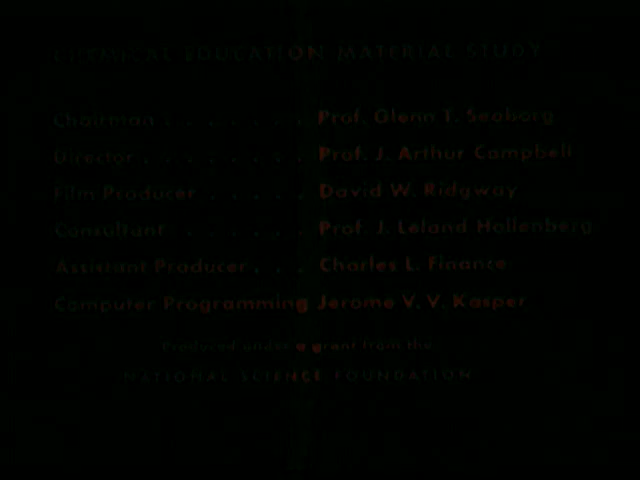 CHEMICAL EDUCATION MATERIAL STUDY
Chairman . . . . . . . Prof. Glenn T. Seaborg
Director . . . . . . . . Prof. J. Arthur Campbell
Film Producer . . . . . David W. Ridgway
Consultant . . . . . . Prof. J. Leland Hollenberg
Assistant Producer . . . Charles L. Finance
Computer Programming Jerome V. V. Kasper
Produced under a grant from the
NATIONAL SCIENCE FOUNDATION